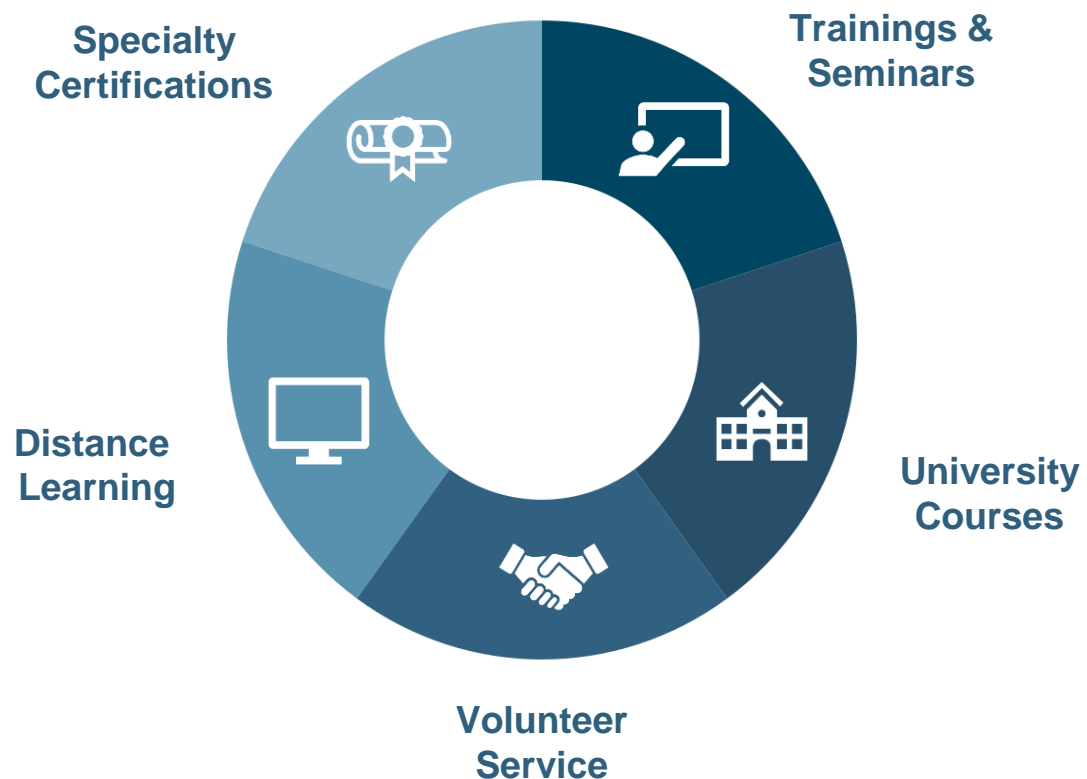 Specialty
Certifications
Trainings &
Seminars
Distance
Learning
University
Courses
Volunteer
Service